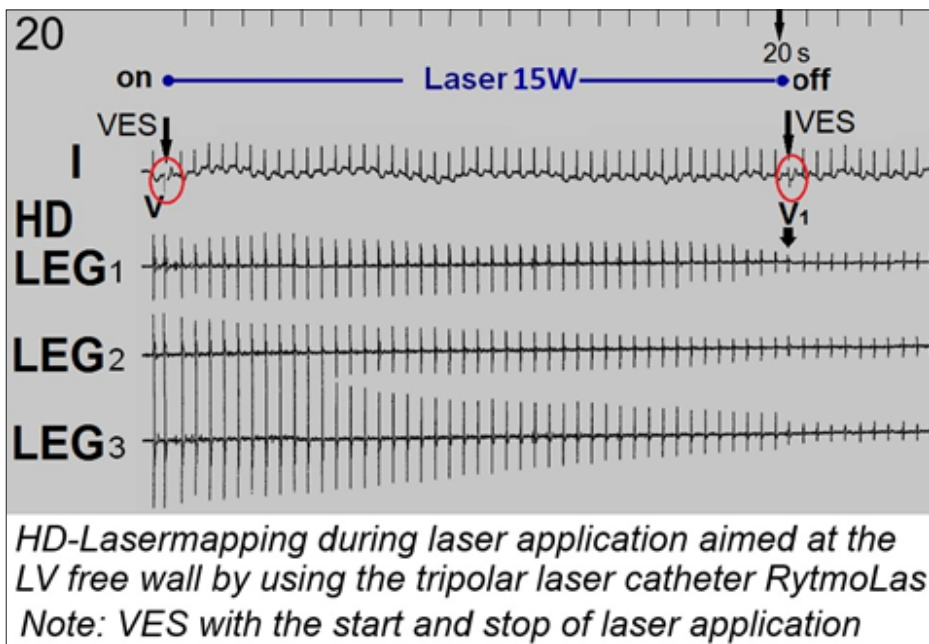 20
20 s
on Laser 15W off
VES VES
I
V V1
HD
LEG1
LEG2
LEG3
HD-Lasermapping during laser application aimed at the
LV free wall by using the tripolar laser catheter RytmoLas
Note: VES with the start and stop of laser application